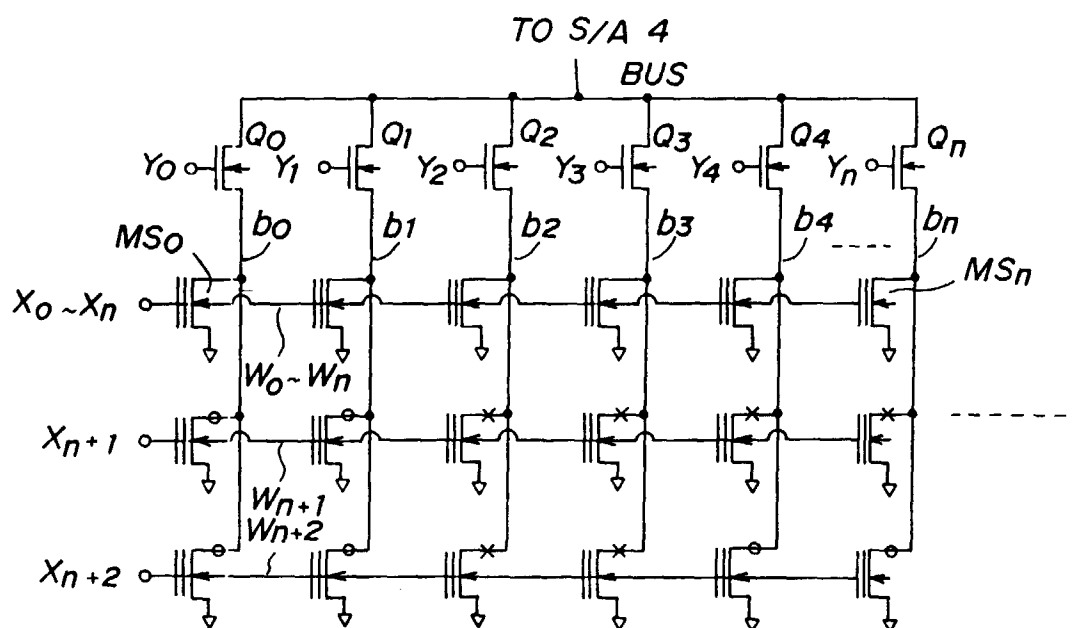 TO S/A 4
BUS
Q0 Q1 Q2 Q3 Q4 Qn
Y0 Y1 Y2 Y3 Y4 Yn
MS0 b0 b1 b2 b3 b4 bn
MSn
X0~Xn
W0~Wn
Xn+1
Wn+1
Wn+2
Xn+2